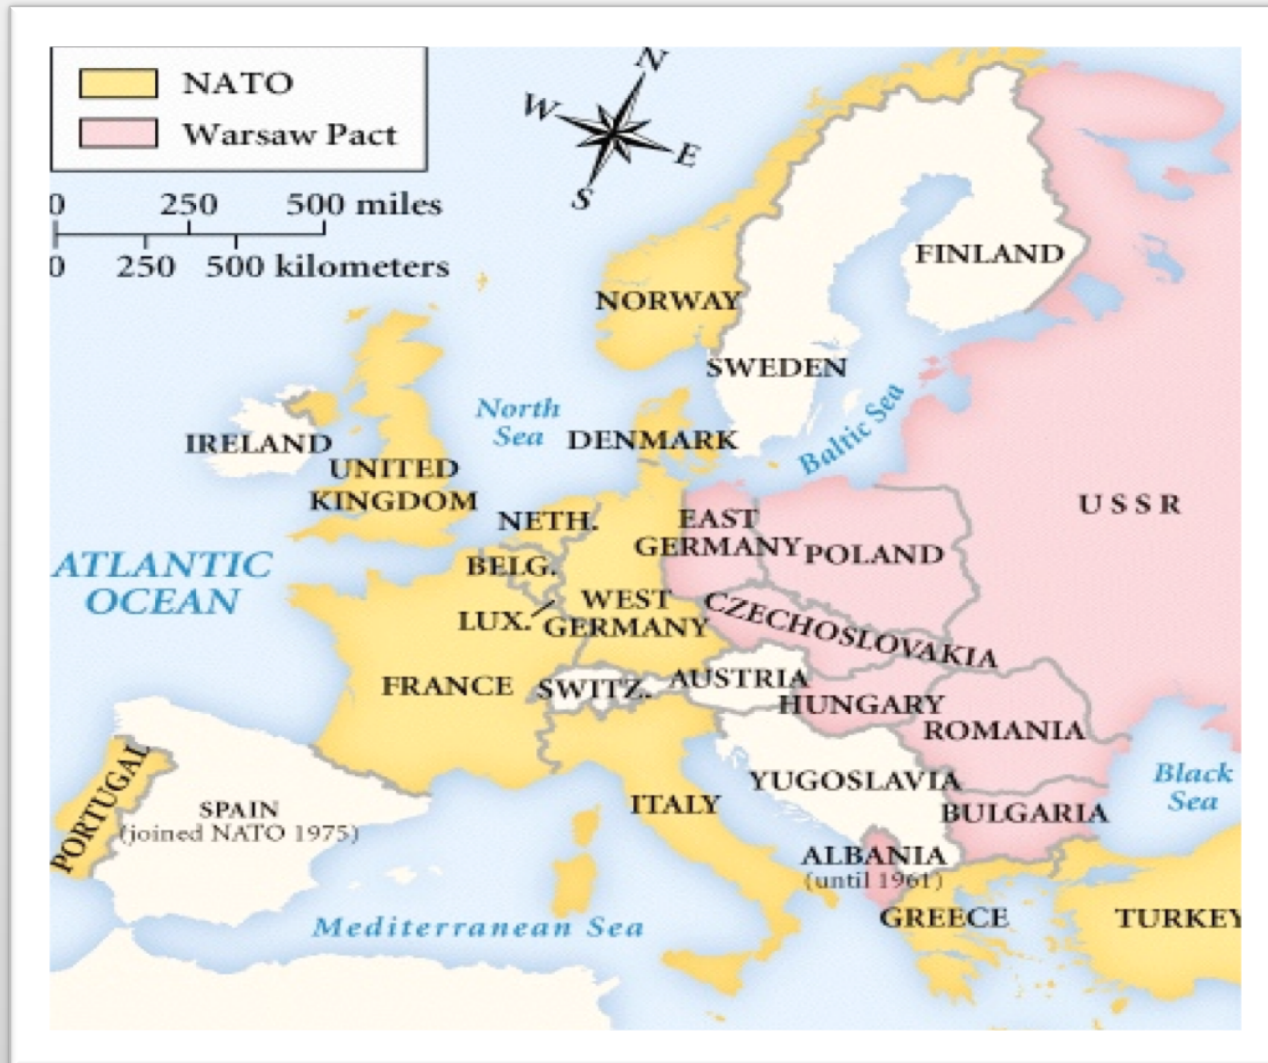 NATO
Warsaw Pact
0 250 500 miles
0 250 500 kilometers
N
W
E
S
FINLAND
NORWAY
SWEDEN
North
Sea
DENMARK
Baltic Sea
IRELAND
UNITED
KINGDOM
NETH.
EAST
GERMANY
POLAND
USSR
ATLANTIC
OCEAN
BELG.
LUX.
WEST
GERMANY
CZECHOSLOVAKIA
FRANCE
SWITZ.
AUSTRIA
HUNGARY
ROMANIA
PORTUGAL
SPAIN
(joined NATO 1975)
ITALY
YUGOSLAVIA
BULGARIA
Black
Sea
ALBANIA
(until 1961)
GREECE
TURKEY
Mediterranean Sea